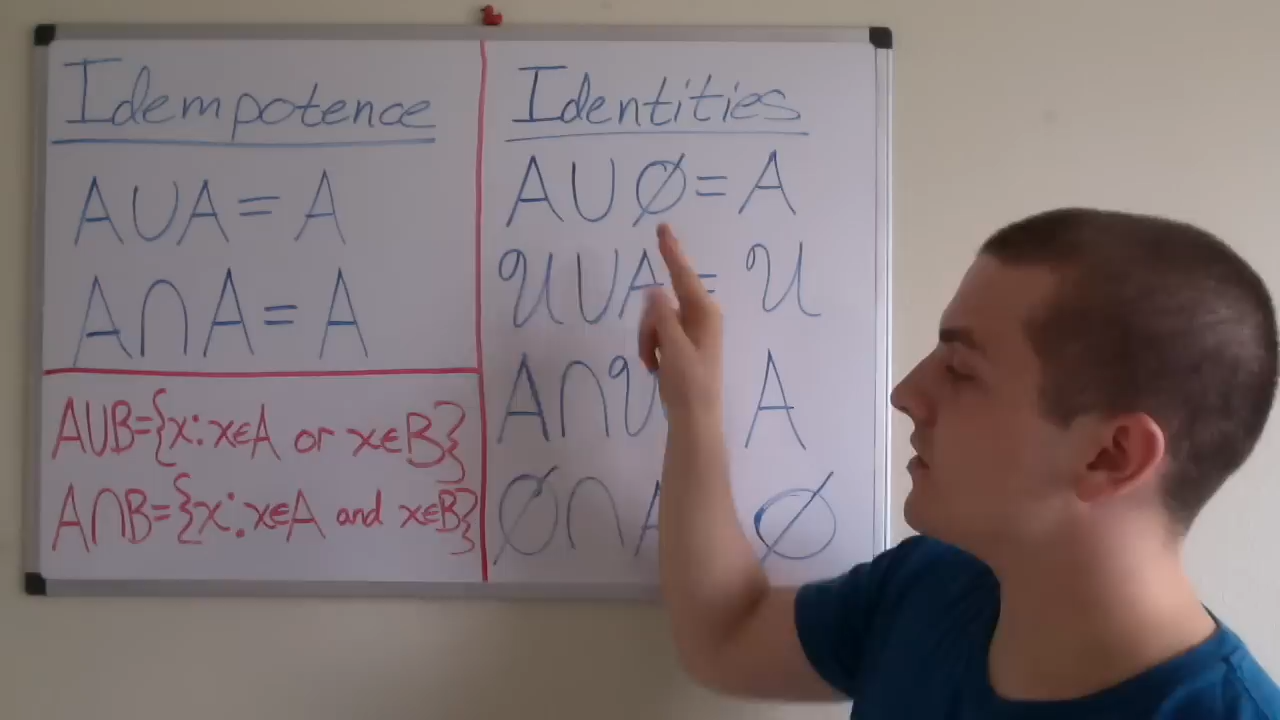 Idempotence
A∪A=A
A∩A=A
A∪B={x:x∈A or x∈B}
A∩B={x:x∈A and x∈B}
Identities
A∪∅=A
𝒰∪A=𝒰
A∩𝒰 A
∅∩A ∅